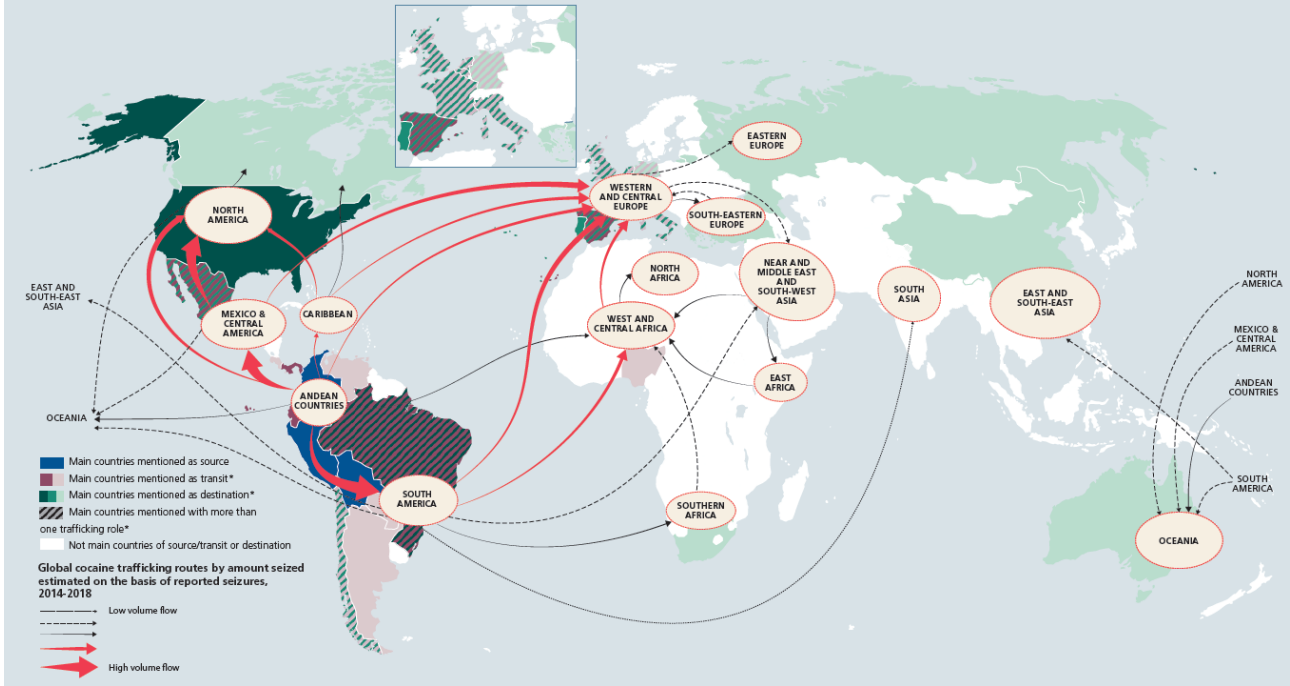 EASTERN
EUROPE
WESTERN
AND CENTRAL
EUROPE
NORTH
AMERICA
SOUTH-EASTERN
EUROPE
NORTH
AFRICA
NEAR AND
MIDDLE EAST
AND
SOUTH-WEST
ASIA
SOUTH
ASIA
EAST AND
SOUTH-EAST
ASIA
NORTH
AMERICA
EAST AND
SOUTH-EAST
ASIA
MEXICO &
CENTRAL
AMERICA
CARIBBEAN
WEST AND
CENTRAL AFRICA
MEXICO &
CENTRAL
AMERICA
EAST
AFRICA
ANDEAN
COUNTRIES
ANDEAN
COUNTRIES
OCEANIA
SOUTH
AMERICA
SOUTHERN
AFRICA
SOUTH
AMERICA
OCEANIA
Main countries mentioned as source
Main countries mentioned as transit*
Main countries mentioned as destination*
Main countries mentioned with more than
one trafficking role*
Not main countries of source/transit or destination
Global cocaine trafficking routes by amount seized
estimated on the basis of reported seizures,
2014-2018
Low volume flow
High volume flow